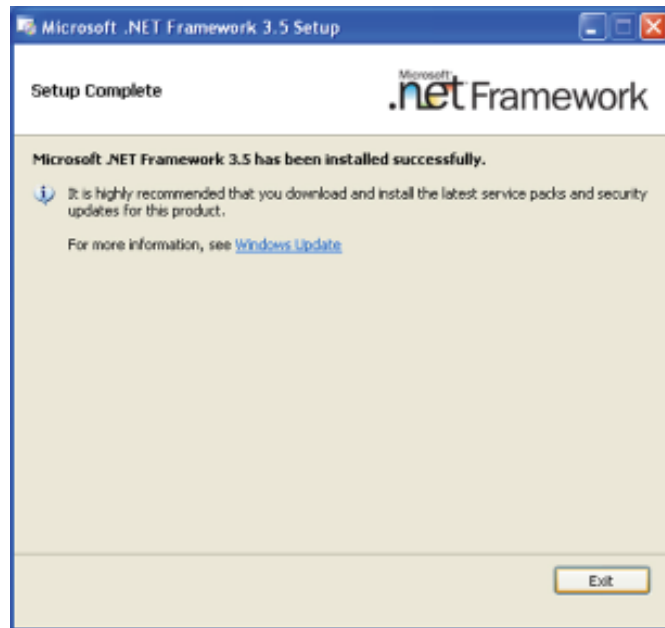 Microsoft .NET Framework 3.5 Setup
Setup Complete
Microsoft
.net Framework
Microsoft .NET Framework 3.5 has been installed successfully.
It is highly recommended that you download and install the latest service packs and security
updates for this product.
For more information, see Windows Update
Exit